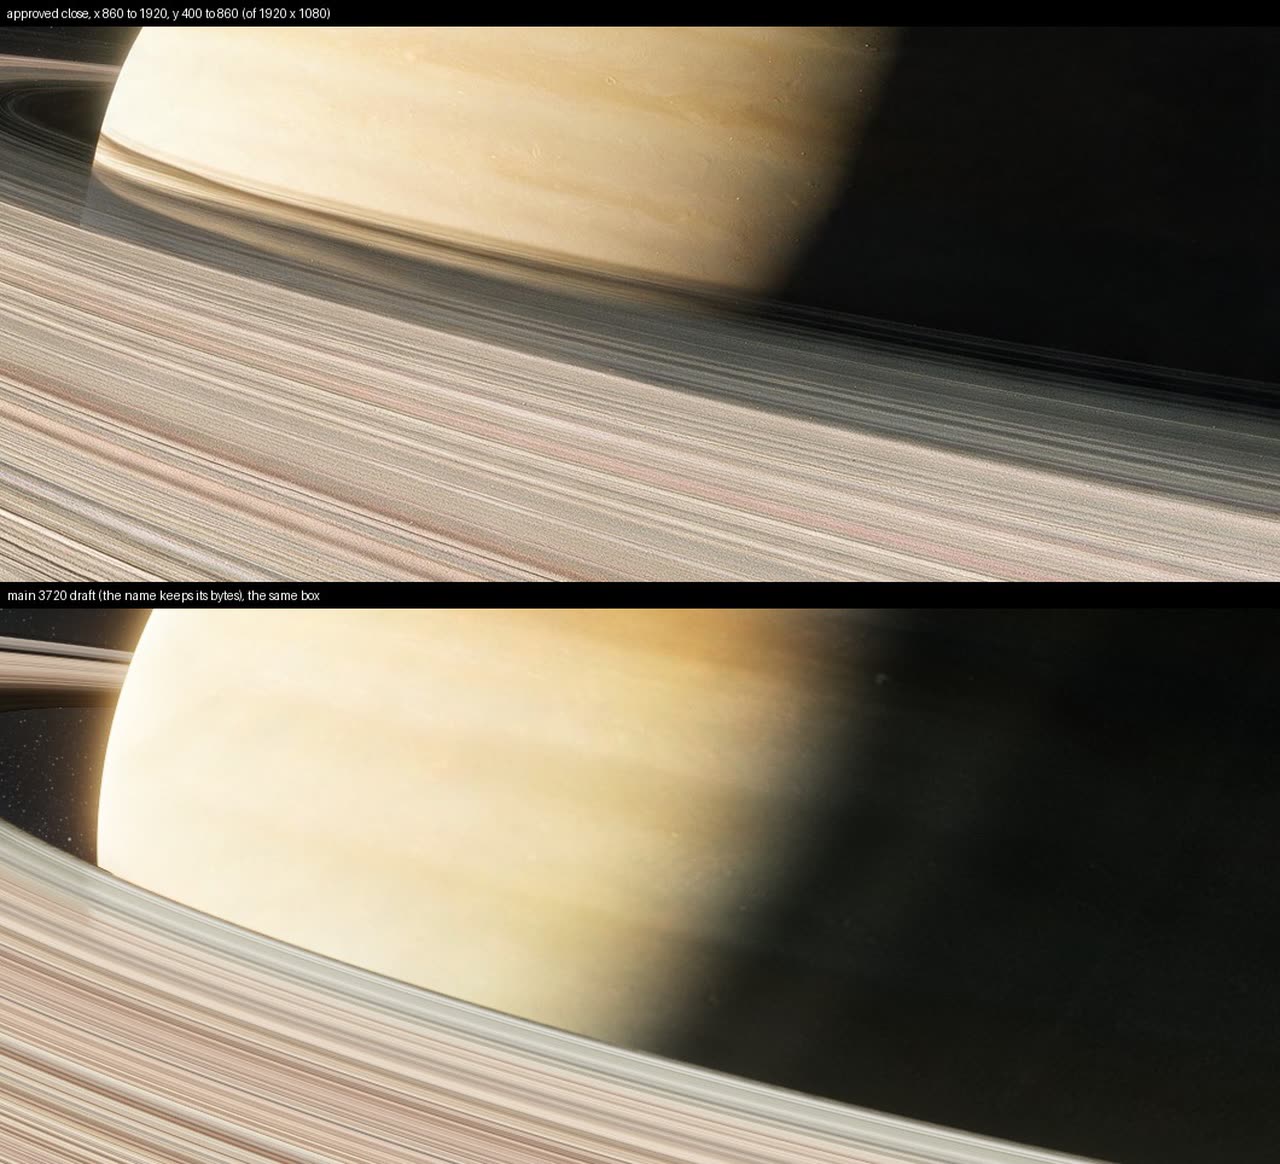 approved close, x 860 to 1920, y 400 to 860 (of 1920 x 1080)
main 3720 draft (the name keeps its bytes), the same box